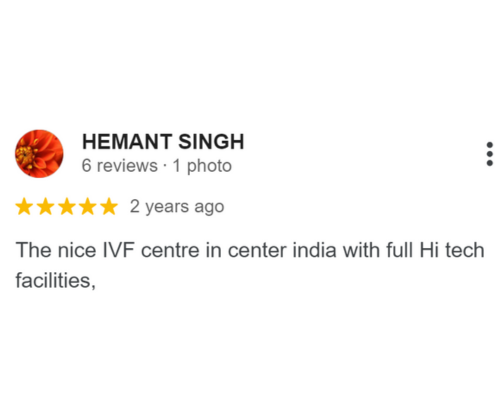 HEMANT SINGH
6 reviews · 1 photo
2 years ago
The nice IVF centre in center india with full Hi tech
facilities,